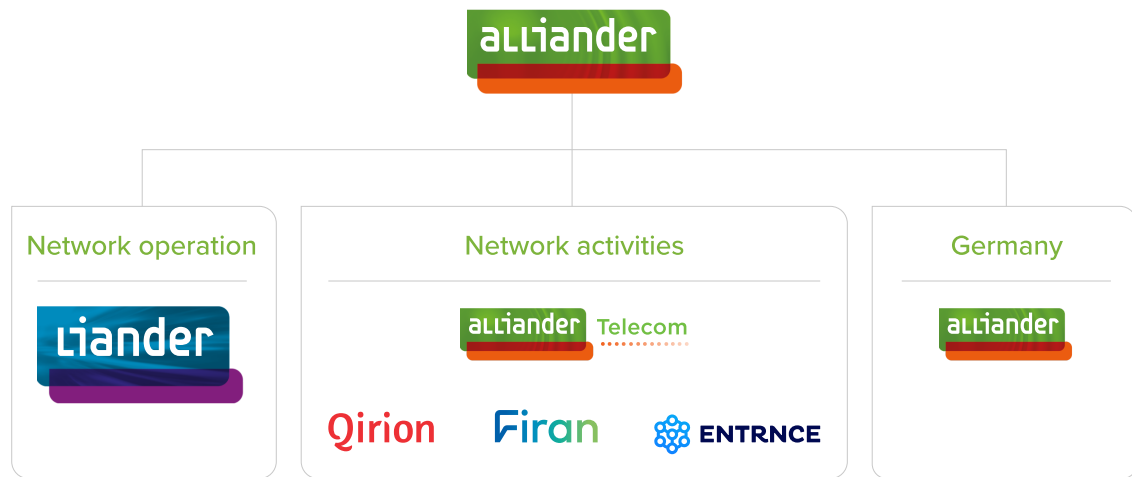 alliander
Network operation
Network activities
Germany
Liander
alliander Telecom
alliander
Qirion
Firan
ENTRNCE